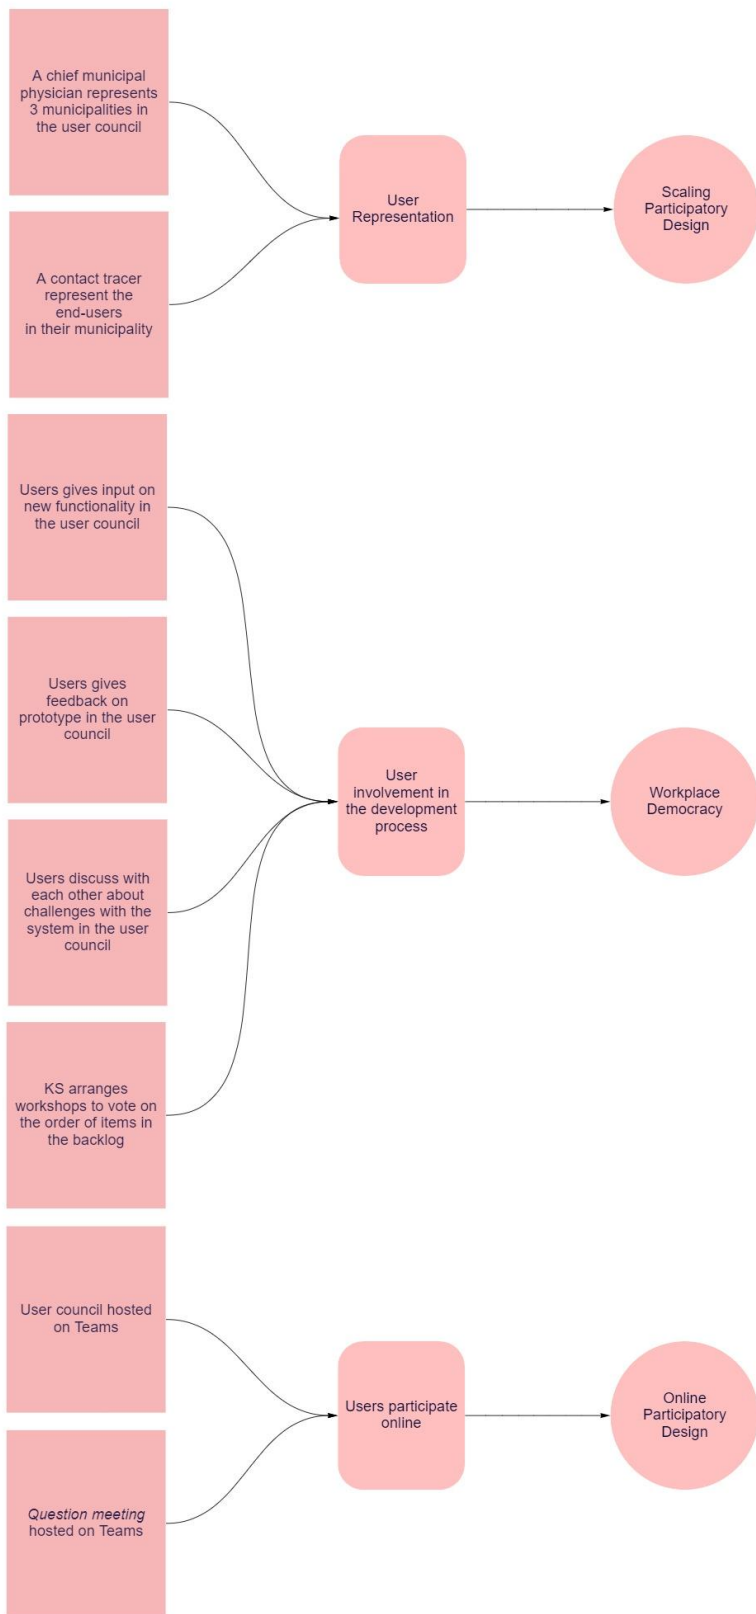 A chief municipal
physician represents
3 municipalities in
the user council
User
Representation
Scaling
Participatory
Design
A contact tracer
represent the
end-users
in their municipality
Users gives input on
new functionality in
the user council
Users gives
feedback on
prototype in the user
council
User
involvement in
the development
process
Workplace
Democracy
Users discuss with
each other about
challenges with the
system in the user
council
KS arranges
workshops to vote on
the order of items in
the backlog
User council hosted
on Teams
Users participate
online
Online
Participatory
Design
Question meeting
hosted on Teams